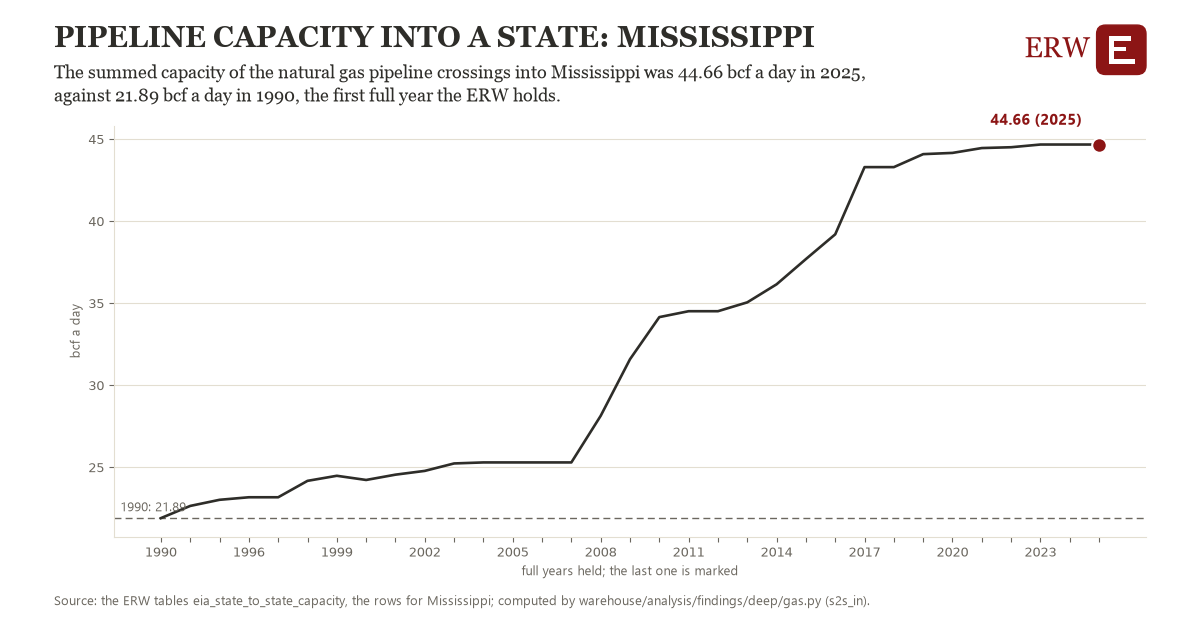 PIPELINE CAPACITY INTO A STATE: MISSISSIPPI
The summed capacity of the natural gas pipeline crossings into Mississippi was 44.66 bcf a day in 2025,
against 21.89 bcf a day in 1990, the first full year the ERW holds.
ERW E
44.66 (2025)
45
40
35
30
25
bcf a day
1990: 21.89
1990 1996 1999 2002 2005 2008 2011 2014 2017 2020 2023
full years held; the last one is marked
Source: the ERW tables eia_state_to_state_capacity, the rows for Mississippi; computed by warehouse/analysis/findings/deep/gas.py (s2s_in).